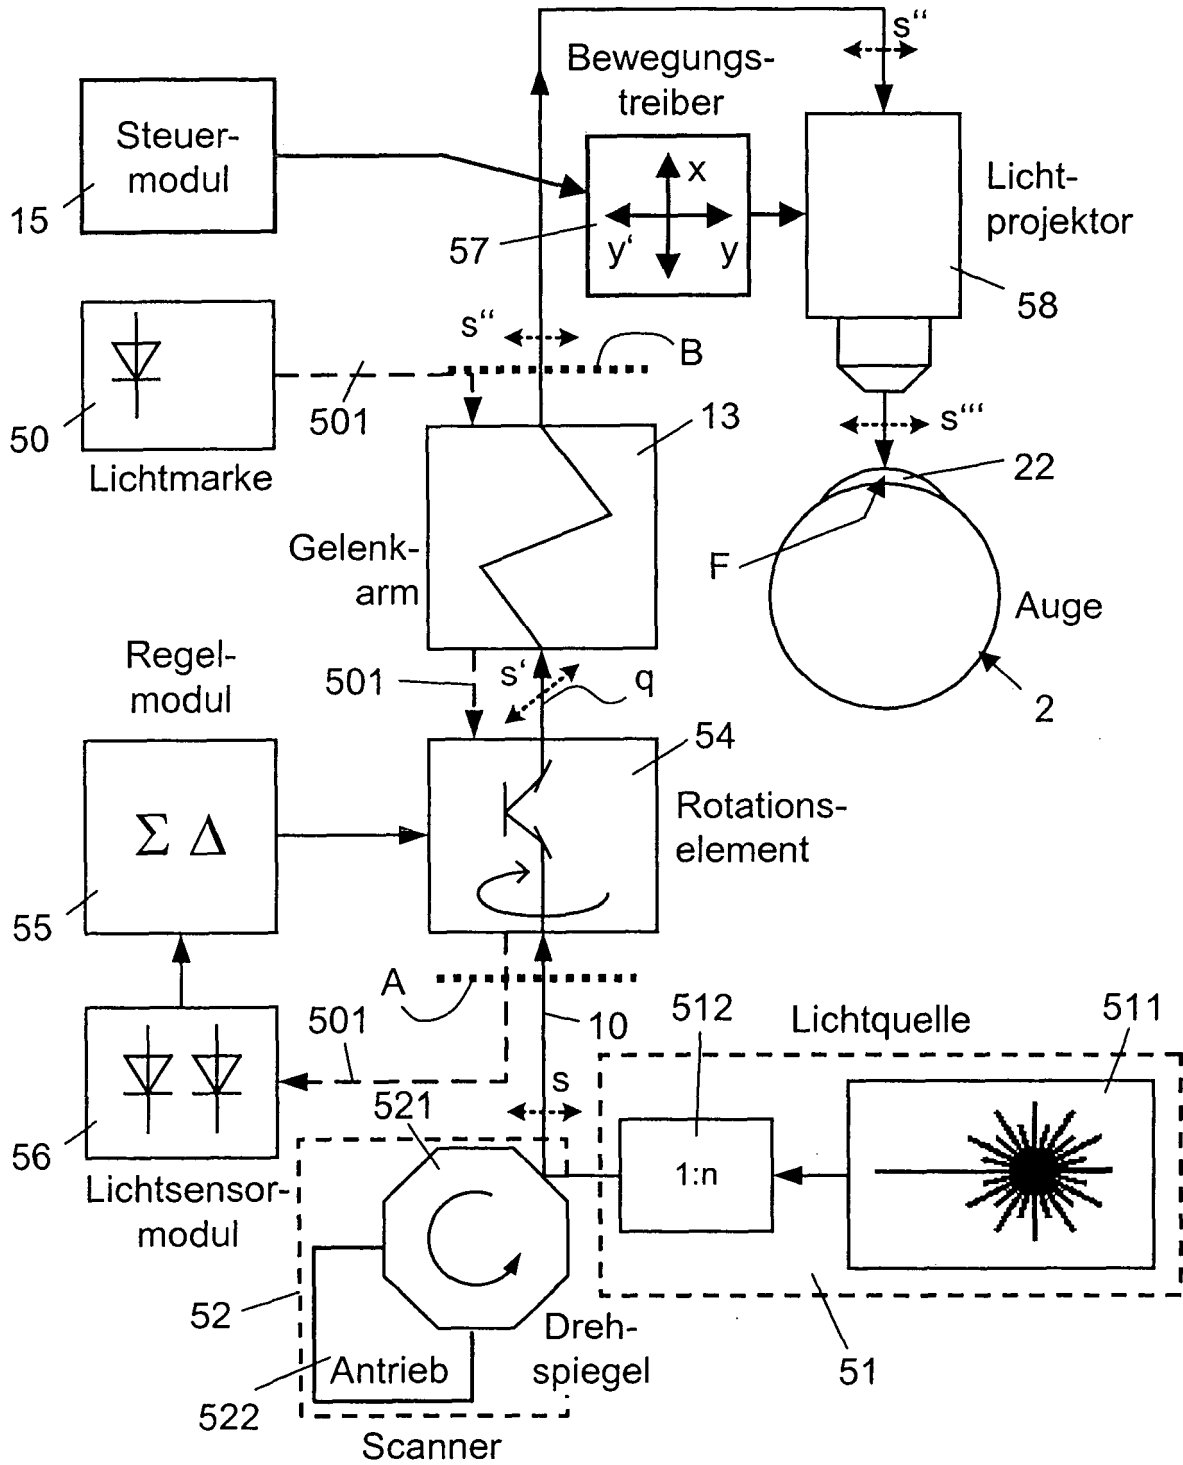 s“
Bewegungs-
treiber
Steuer-
modul
x
y‘ y
15
57
Licht-
projektor
58
s“
B
501
50
Lichtmarke
13
s“‘
22
Gelenk-
arm
F
Auge
2
Regel-
modul
501
s‘
q
54
Σ Δ
Rotations-
element
55
A
501
10
512
Lichtquelle
511
s
521
56
1:n
Lichtsensor-
modul
52
Dreh-
spiegel
Antrieb
51
522
Scanner